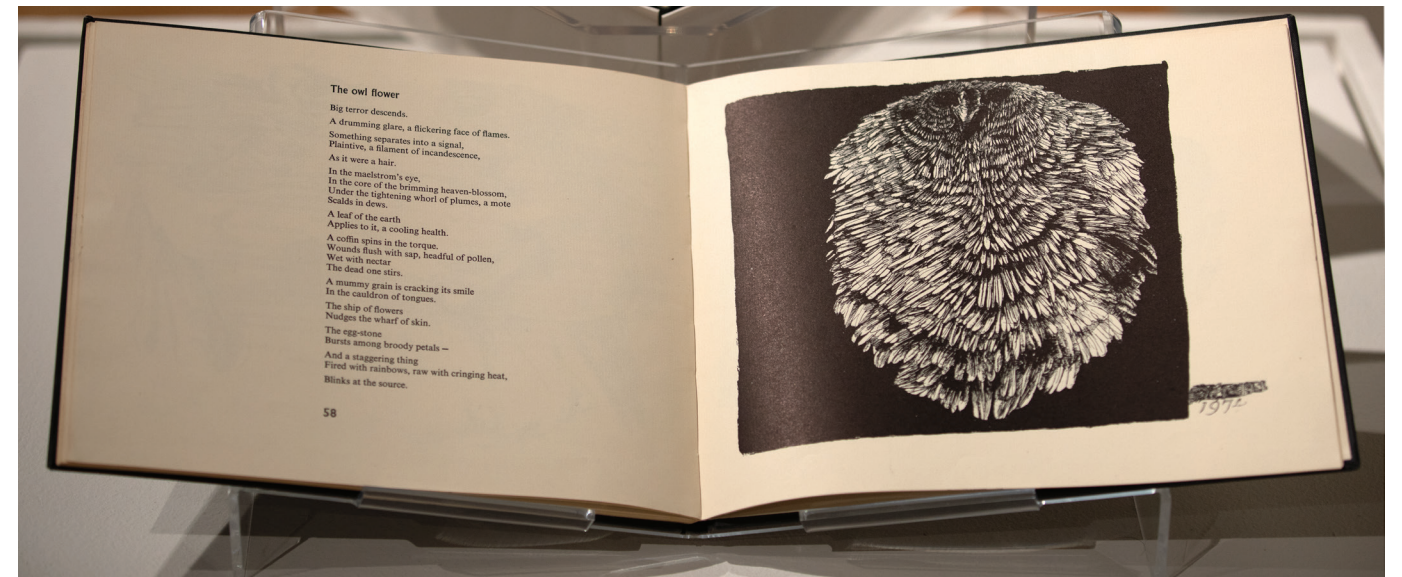 The owl flower
Big terror descends.
A drumming glare, a flickering face of flames.
Something separates into a signal,
Plaintive, a filament of incandescence,
As it were a hair.
In the maelstrom's eye,
In the core of the brimming heaven-blossom,
Under the tightening whorl of plumes, a mote
Scalds in dews.
A leaf of the earth
Applies to it, a cooling health.
A coffin spins in the torque.
Wounds flush with sap, headful of pollen,
Wet with nectar
The dead one stirs.
A mummy grain is cracking its smile
In the cauldron of tongues.
The ship of flowers
Nudges the wharf of skin.
The egg-stone
Bursts among broody petals –
And a staggering thing
Fired with rainbows, raw with cringing heat,
Blinks at the source.
58